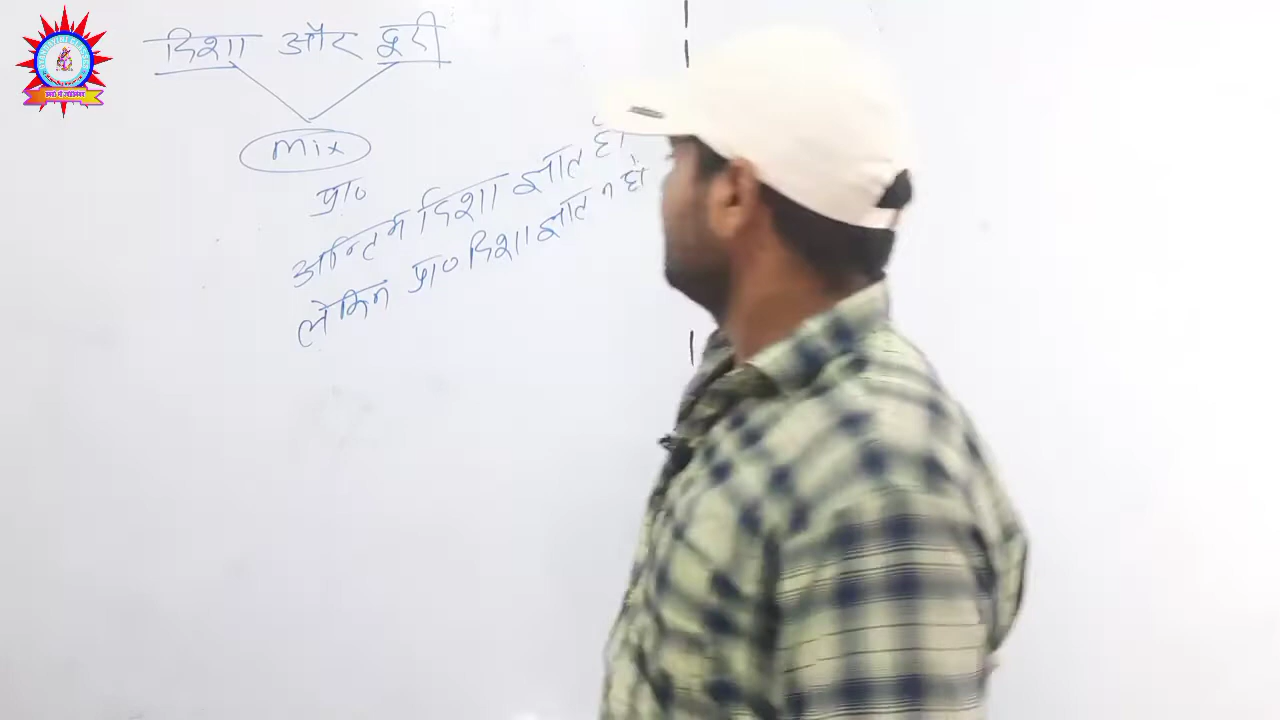 दिशा और दूरी
Mix
प्रा०
अन्तिम दिशा ज्ञात हो
लेकिन प्रा० दिशा ज्ञात न हो